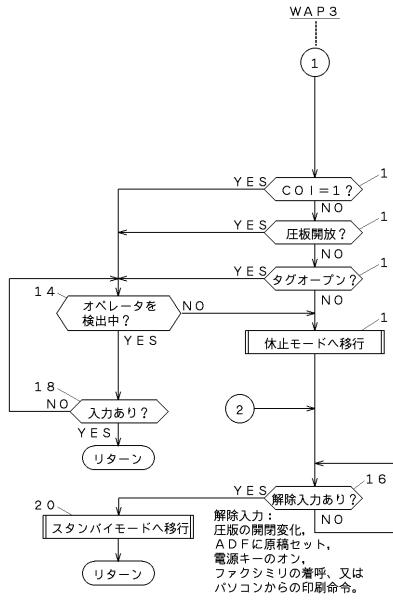 ＷＡＰ３
１
ＹＥＳ
ＣＯＩ＝１？
１
ＮＯ
ＹＥＳ
圧板開放？
１
ＮＯ
ＹＥＳ
タグオープン？
１
ＮＯ
１４
オペレータを
検出中？
ＮＯ
ＹＥＳ
１
休止モードへ移行
１８
ＮＯ
入力あり？
ＹＥＳ
リターン
２
１６
ＹＥＳ
解除入力あり？
ＮＯ
２０
スタンバイモードへ移行
リターン
解除入力：
圧版の開閉変化，
ＡＤＦに原稿セット，
電源キーのオン，
ファクシミリの着呼、又は
パソコンからの印刷命令。